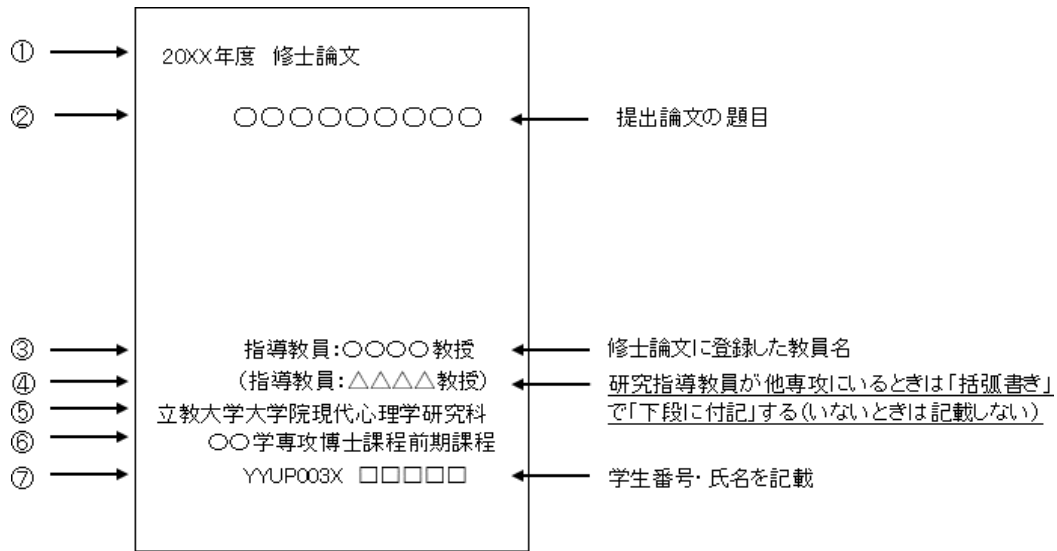 ① 20XX年度 修士論文
② ○○○○○○○○○ 提出論文の題目
③ 指導教員:○○○○教授 修士論文に登録した教員名
④ (指導教員:△△△△教授) 研究指導教員が他専攻にいるときは「括弧書き」
⑤ 立教大学大学院現代心理学研究科 で「下段に付記」する(いないときは記載しない)
⑥ ○○学専攻博士課程前期課程
⑦ YYUP003X □□□□□ 学生番号・氏名を記載